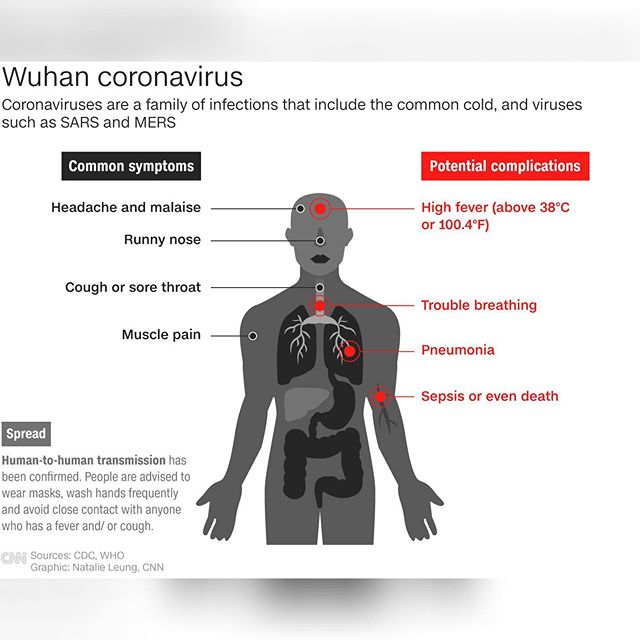 Wuhan coronavirus
Coronaviruses are a family of infections that include the common cold, and viruses
such as SARS and MERS
Common symptoms
Headache and malaise
Runny nose
Cough or sore throat
Muscle pain
Potential complications
High fever (above 38°C
or 100.4°F)
Trouble breathing
Pneumonia
Sepsis or even death
Spread
Human-to-human transmission has
been confirmed. People are advised to
wear masks, wash hands frequently
and avoid close contact with anyone
who has a fever and/ or cough.
CNN Sources: CDC, WHO
Graphic: Natalie Leung, CNN